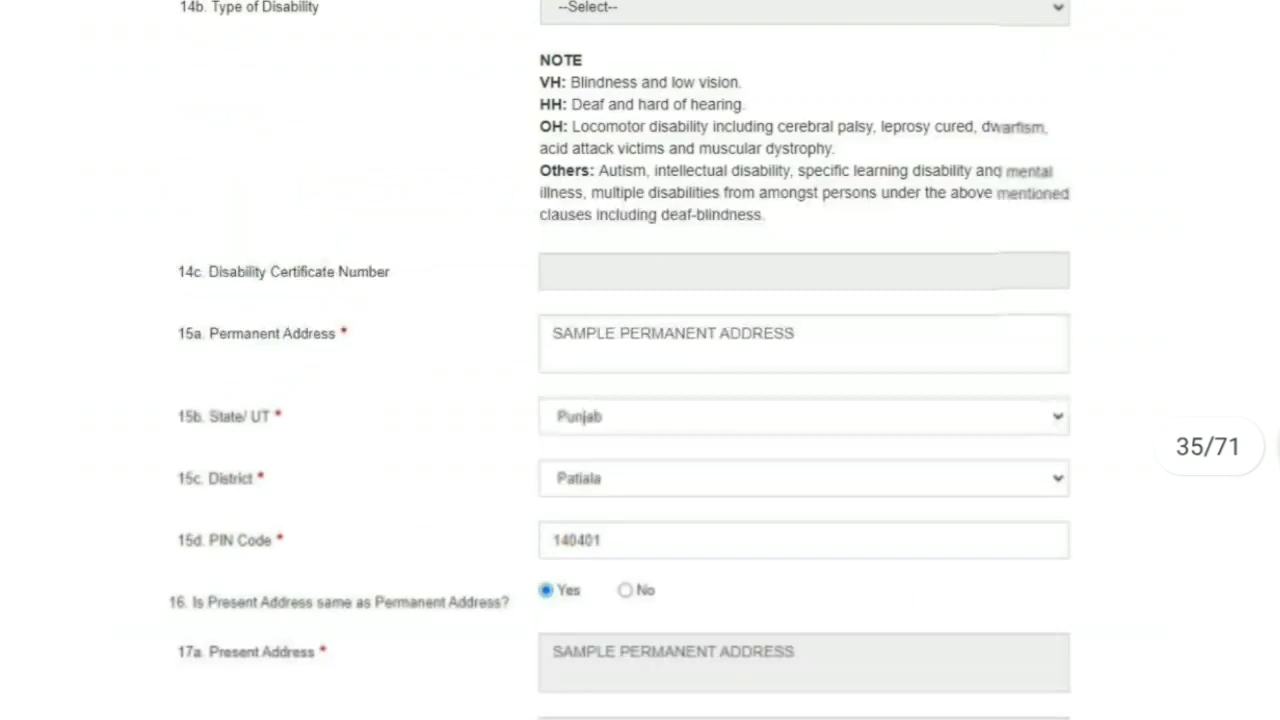 14b. Type of Disability
--Select--
NOTE
VH: Blindness and low vision.
HH: Deaf and hard of hearing.
OH: Locomotor disability including cerebral palsy, leprosy cured, dwarfism,
acid attack victims and muscular dystrophy.
Others: Autism, intellectual disability, specific learning disability and mental
illness, multiple disabilities from amongst persons under the above mentioned
clauses including deaf-blindness.
14c. Disability Certificate Number
15a. Permanent Address *
SAMPLE PERMANENT ADDRESS
15b. State/ UT *
Punjab
35/71
15c. District *
Patiala
15d. PIN Code *
140401
16. Is Present Address same as Permanent Address?
Yes No
17a. Present Address *
SAMPLE PERMANENT ADDRESS